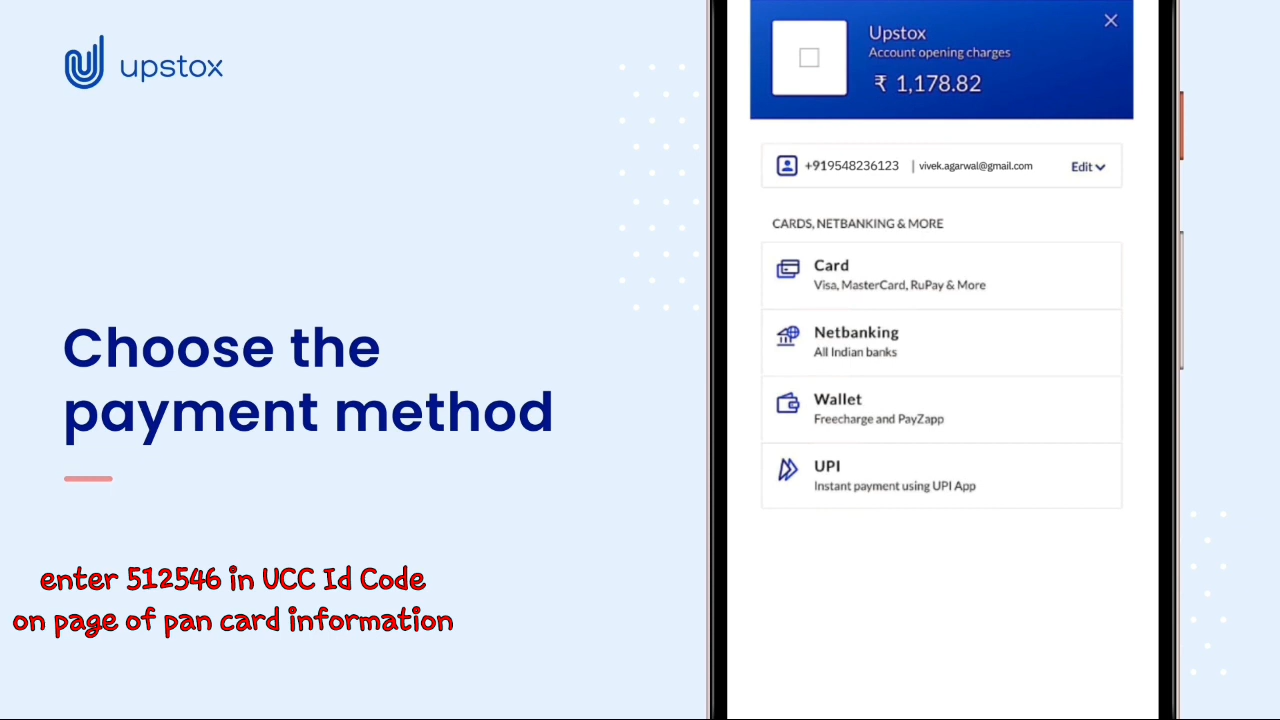 upstox
Choose the
payment method
enter 512546 in UCC Id Code
on page of pan card information
Upstox
Account opening charges
₹ 1,178.82
+919548236123 | vivek.agarwal@gmail.com Edit
CARDS, NETBANKING & MORE
Card
Visa, MasterCard, RuPay & More
Netbanking
All Indian banks
Wallet
Freecharge and PayZapp
UPI
Instant payment using UPI App